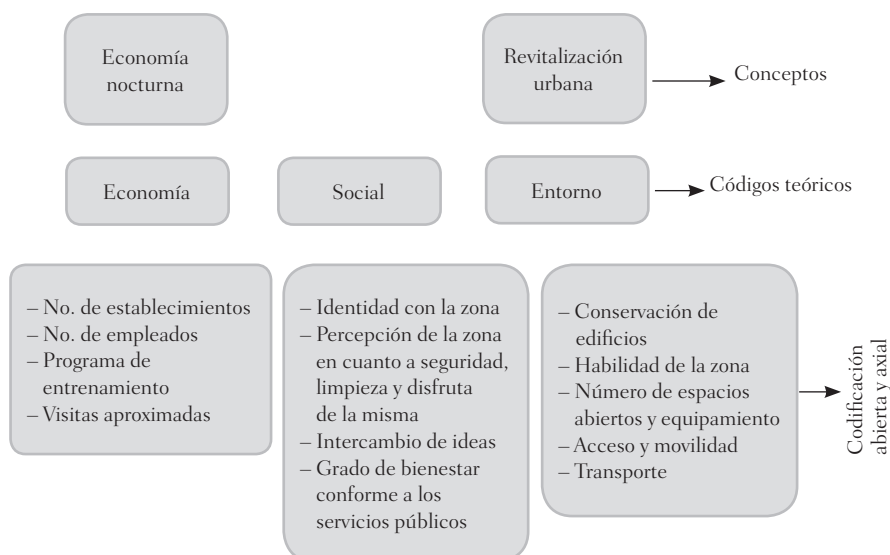 Economía
nocturna
Revitalización
urbana
Conceptos
Economía
Social
Entorno
Códigos teóricos
– No. de establecimientos
– No. de empleados
– Programa de
entrenamiento
– Visitas aproximadas
– Identidad con la zona
– Percepción de la zona
en cuanto a seguridad,
limpieza y disfruta
de la misma
– Intercambio de ideas
– Grado de bienestar
conforme a los
servicios públicos
– Conservación de
edificios
– Habilidad de la zona
– Número de espacios
abiertos y equipamiento
– Acceso y movilidad
– Transporte
Codificación
abierta y axial